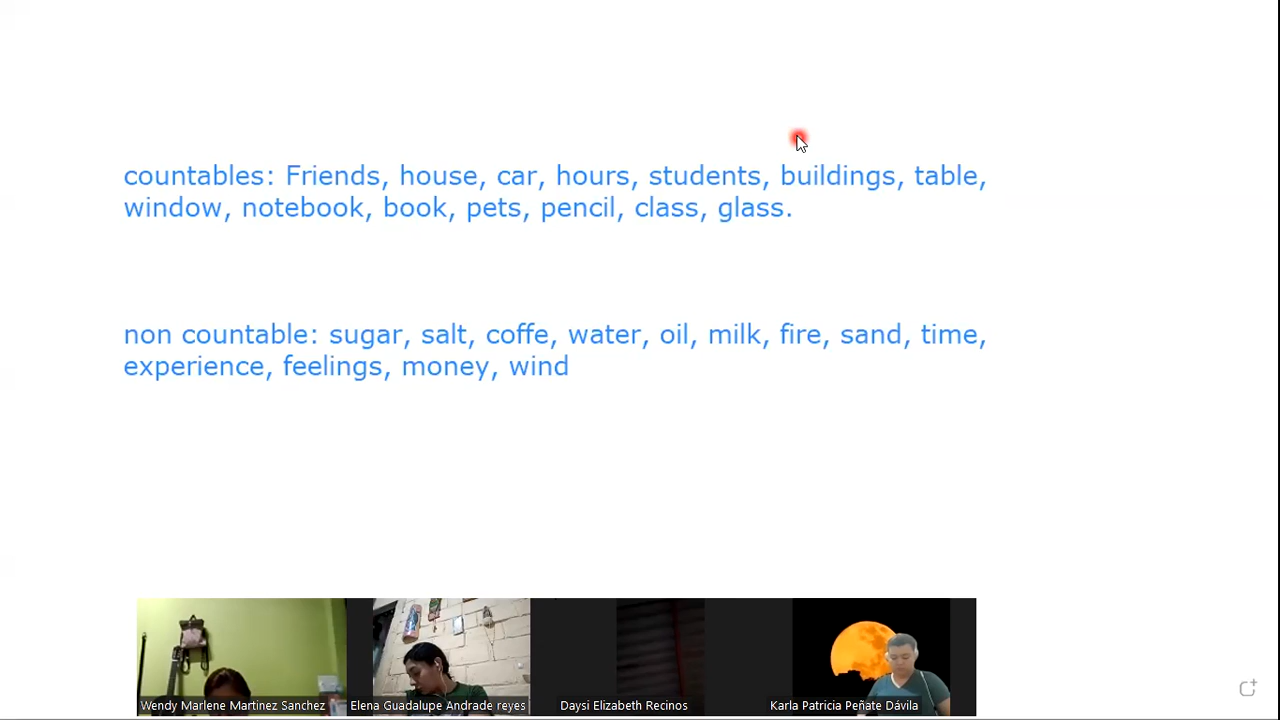 countables: Friends, house, car, hours, students, buildings, table,
window, notebook, book, pets, pencil, class, glass.
non countable: sugar, salt, coffe, water, oil, milk, fire, sand, time,
experience, feelings, money, wind
Wendy Marlene Martinez Sanchez
Elena Guadalupe Andrade reyes
Daysi Elizabeth Recinos
Karla Patricia Peñate Dávila